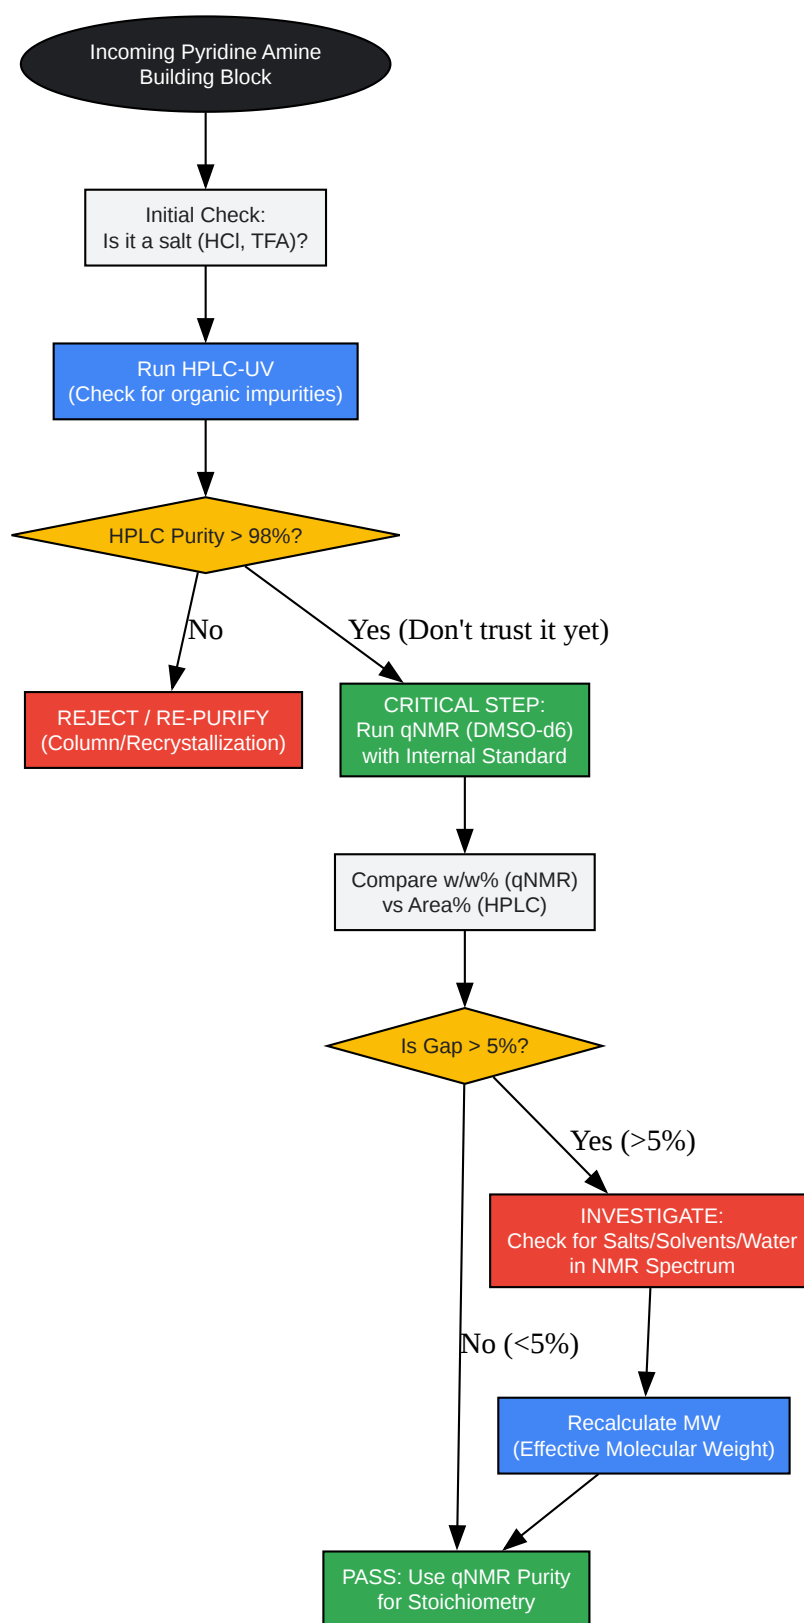 Incoming Pyridine Amine
Building Block
Initial Check:
Is it a salt (HCl, TFA)?
Run HPLC-UV
(Check for organic impurities)
HPLC Purity > 98%?
No
Yes (Don't trust it yet)
REJECT / RE-PURIFY
(Column/Recrystallization)
CRITICAL STEP:
Run qNMR (DMSO-d6)
with Internal Standard
Compare w/w% (qNMR)
vs Area% (HPLC)
Is Gap > 5%?
Yes (>5%)
INVESTIGATE:
Check for Salts/Solvents/Water
in NMR Spectrum
No (<5%)
Recalculate MW
(Effective Molecular Weight)
PASS: Use qNMR Purity
for Stoichiometry